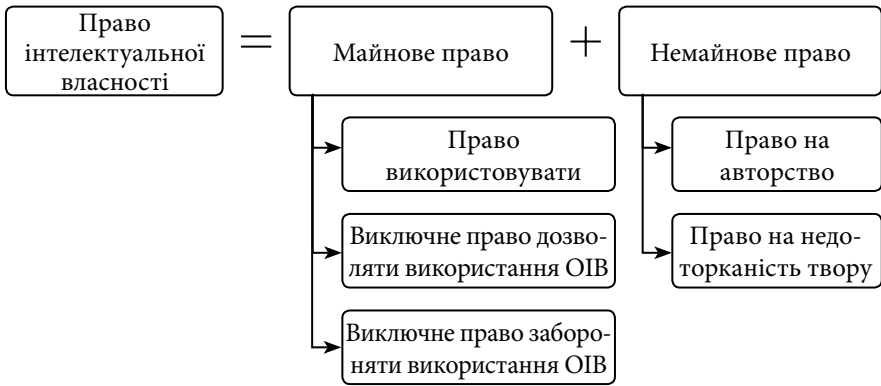 Право
інтелектуальної
власності
=
Майнове право
+
Немайнове право
Право
використовувати
Виключне право дозво-
ляти використання ОІВ
Виключне право заборо-
няти використання ОІВ
Право на
авторство
Право на недо-
торканість твору